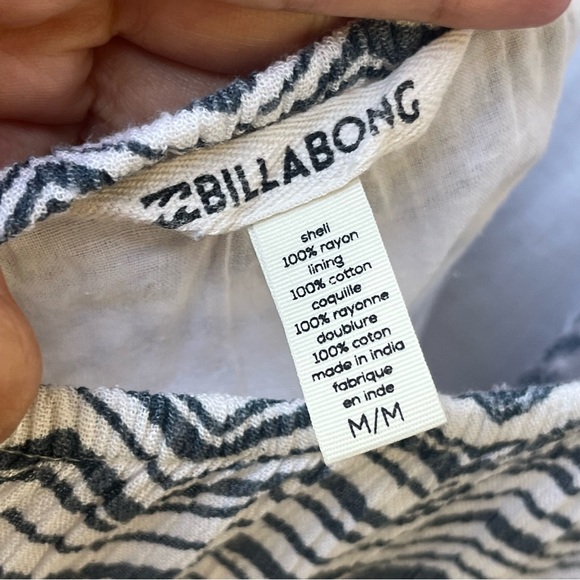 BILLABONG
shell
100% rayon
lining
100% cotton
coquille
100% rayonne
doublure
100% coton
made in india
fabrique
en inde
M/M